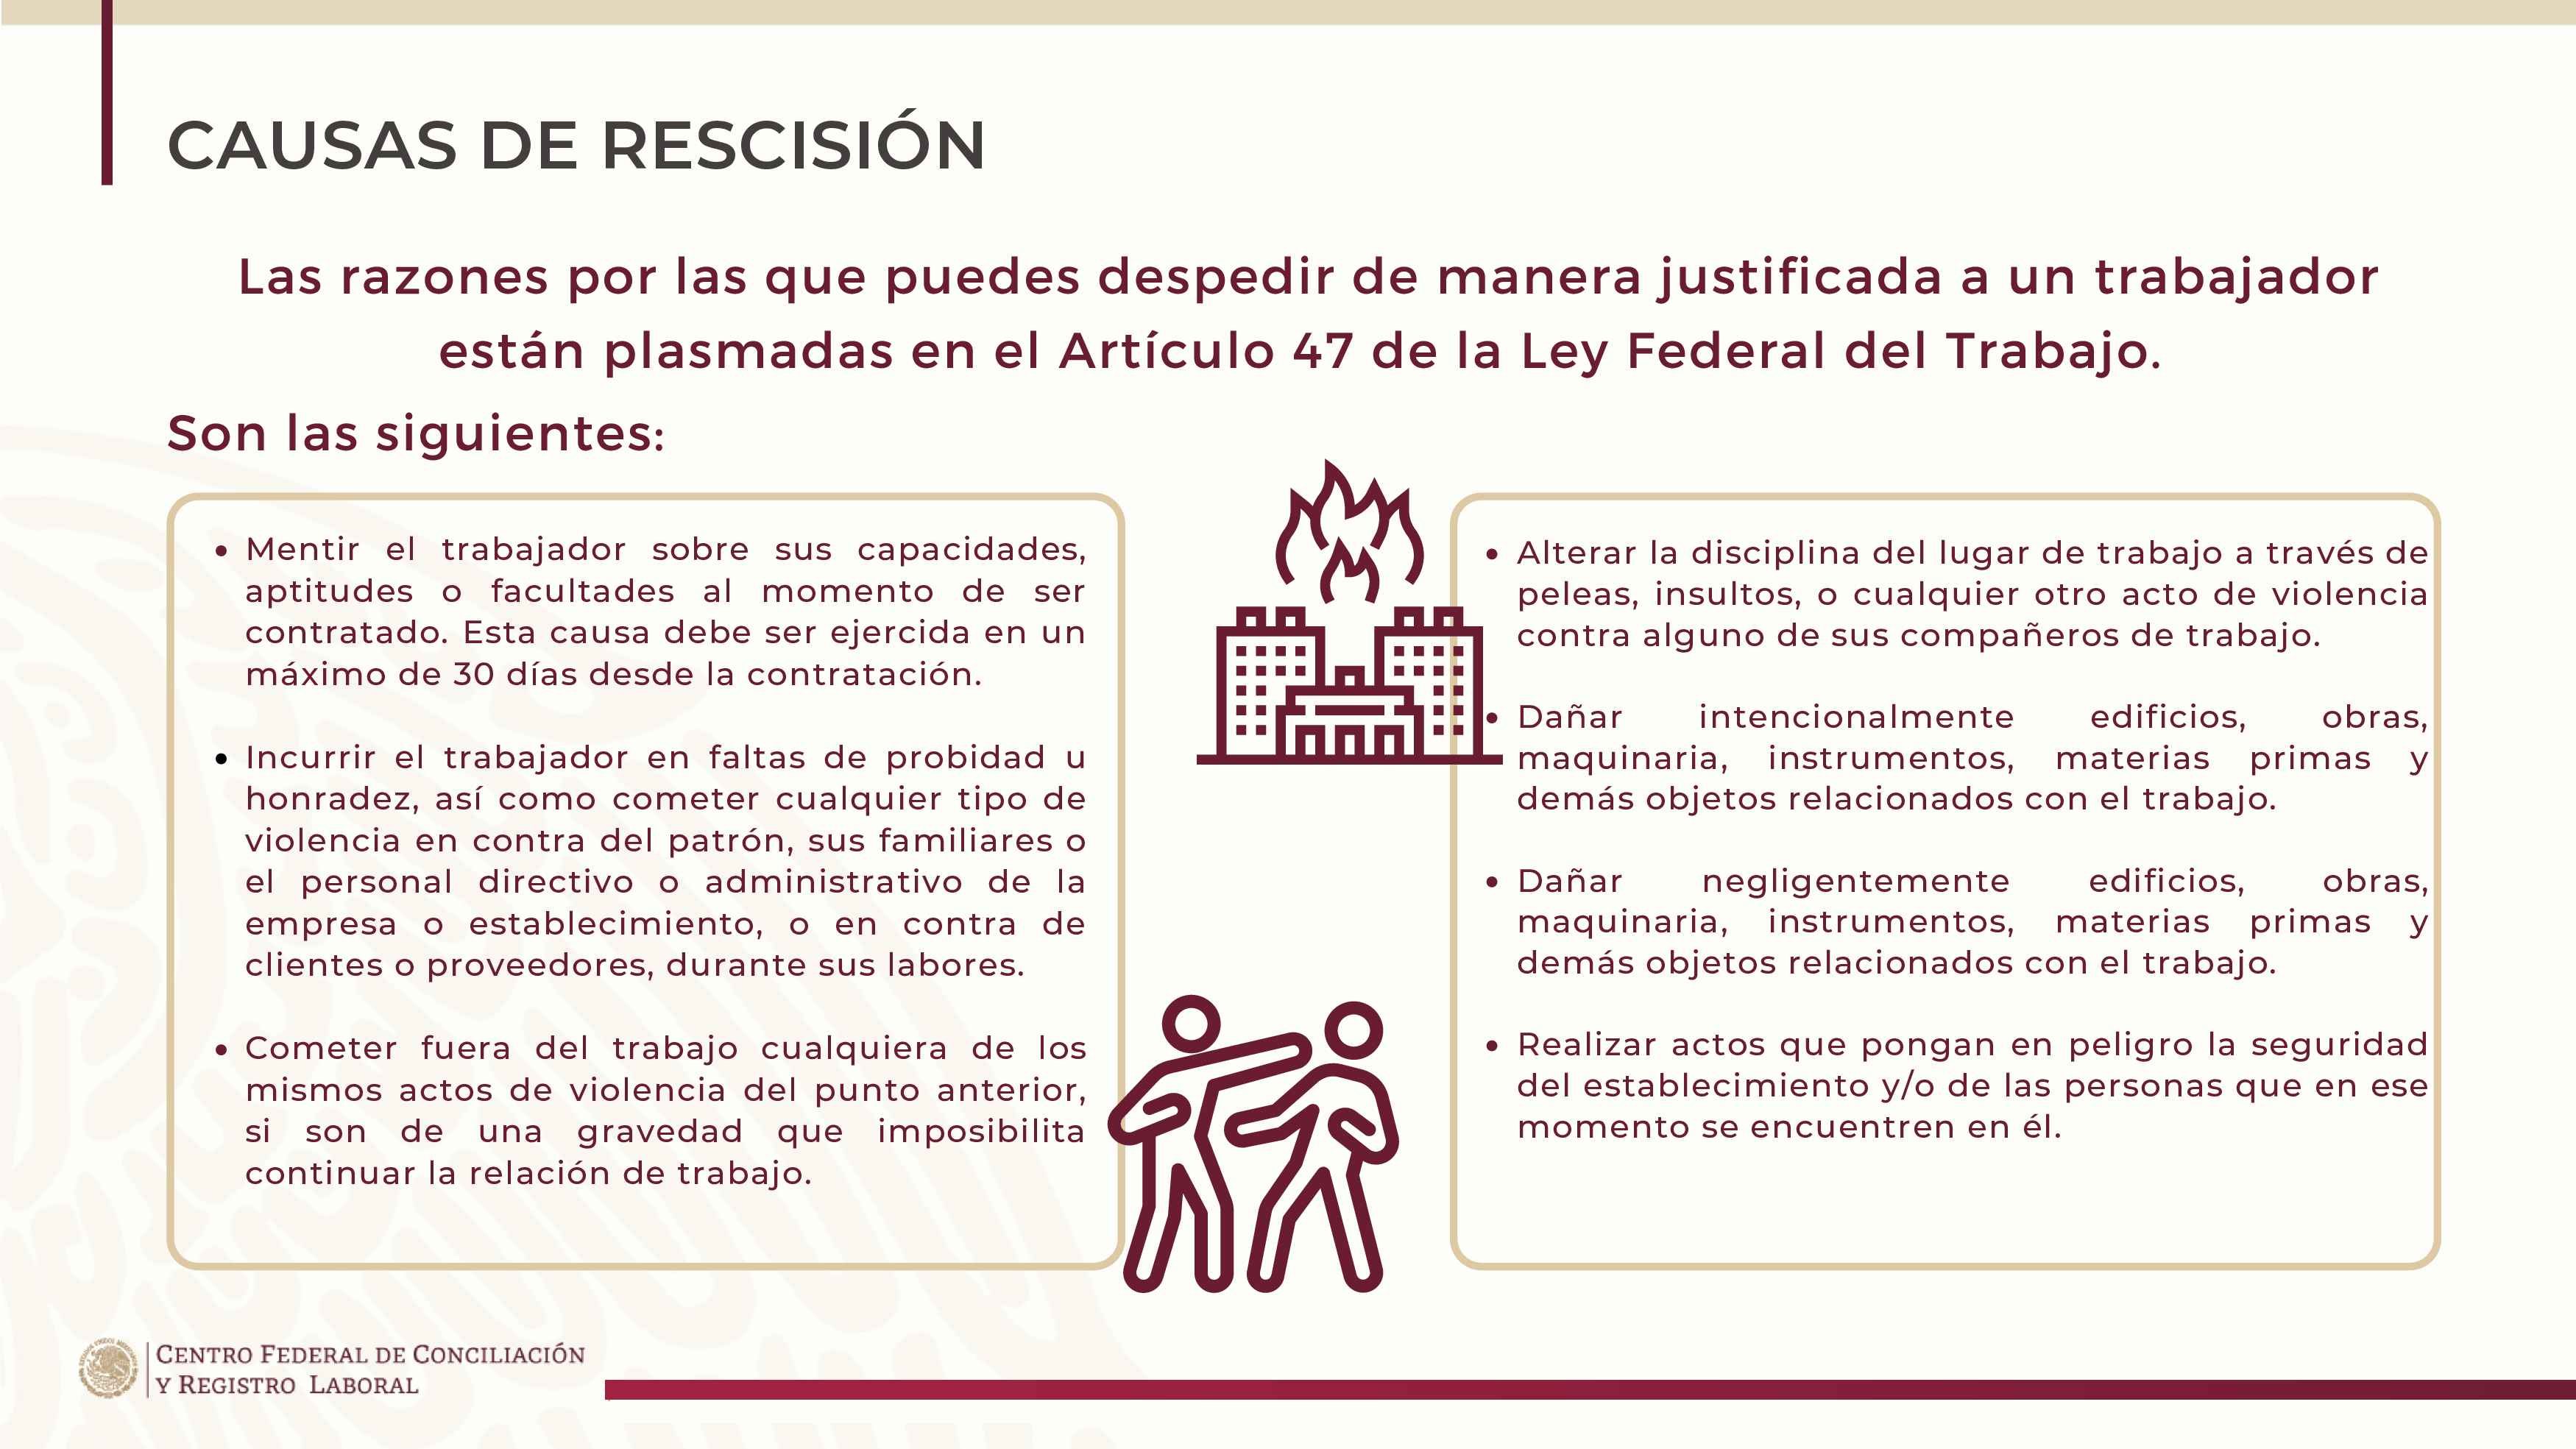 CAUSAS DE RESCISIÓN
Las razones por las que puedes despedir de manera justificada a un trabajador
están plasmadas en el Artículo 47 de la Ley Federal del Trabajo.
Son las siguientes:
• Mentir el trabajador sobre sus capacidades,
aptitudes o facultades al momento de ser
contratado. Esta causa debe ser ejercida en un
máximo de 30 días desde la contratación.
• Incurrir el trabajador en faltas de probidad u
honradez, así como cometer cualquier tipo de
violencia en contra del patrón, sus familiares o
el personal directivo o administrativo de la
empresa o establecimiento, o en contra de
clientes o proveedores, durante sus labores.
• Cometer fuera del trabajo cualquiera de los
mismos actos de violencia del punto anterior,
si son de una gravedad que imposibilita
continuar la relación de trabajo.
• Alterar la disciplina del lugar de trabajo a través de
peleas, insultos, o cualquier otro acto de violencia
contra alguno de sus compañeros de trabajo.
• Dañar intencionalmente edificios, obras,
maquinaria, instrumentos, materias primas y
demás objetos relacionados con el trabajo.
• Dañar negligentemente edificios, obras,
maquinaria, instrumentos, materias primas y
demás objetos relacionados con el trabajo.
• Realizar actos que pongan en peligro la seguridad
del establecimiento y/o de las personas que en ese
momento se encuentren en él.
CENTRO FEDERAL DE CONCILIACIÓN
Y REGISTRO LABORAL